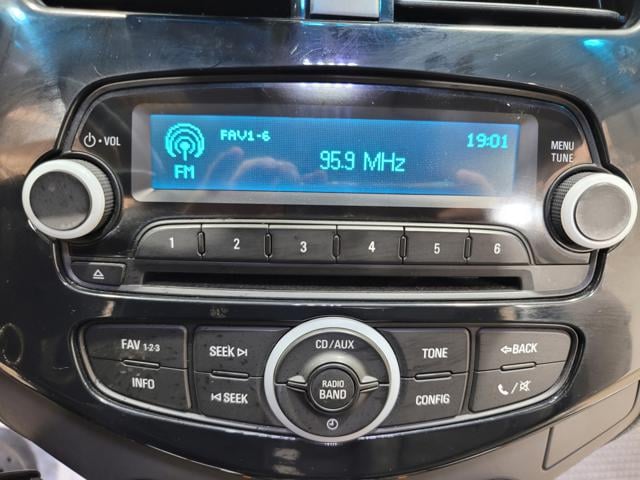 VOL
FAV1-6
19:01
95.9 MHz
FM
MENU
TUNE
1 2 3 4 5 6
FAV 1-2-3
SEEK
CD/AUX
TONE
BACK
INFO
SEEK
RADIO
BAND
CONFIG